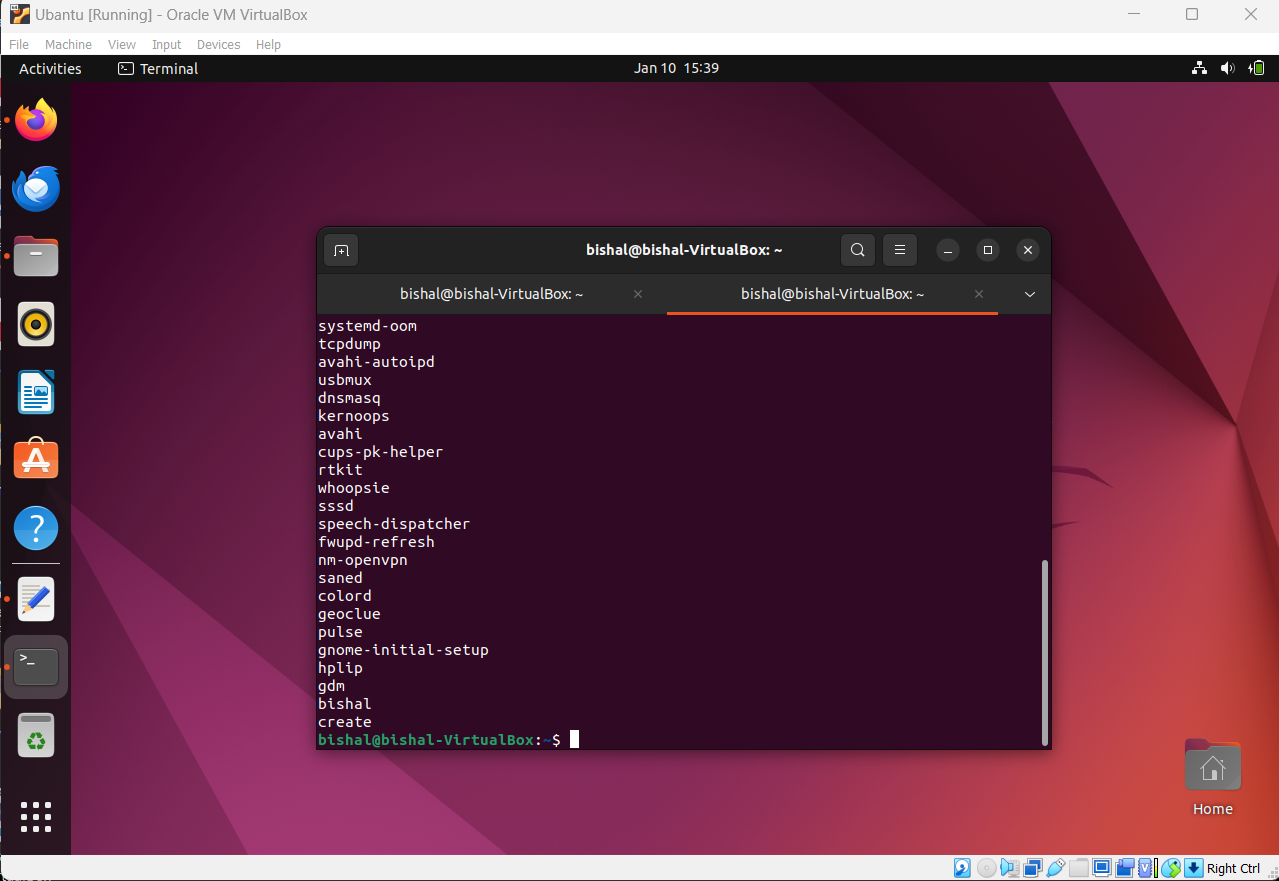 Ubantu [Running] - Oracle VM VirtualBox
File Machine View Input Devices Help
Activities Terminal Jan 10 15:39
bishal@bishal-VirtualBox: ~
bishal@bishal-VirtualBox: ~ bishal@bishal-VirtualBox: ~
systemd-oom
tcpdump
avahi-autoipd
usbmux
dnsmasq
kernoops
avahi
cups-pk-helper
rtkit
whoopsie
sssd
speech-dispatcher
fwupd-refresh
nm-openvpn
saned
colord
geoclue
pulse
gnome-initial-setup
hplip
gdm
bishal
create
bishal@bishal-VirtualBox:~$
Home
Right Ctrl